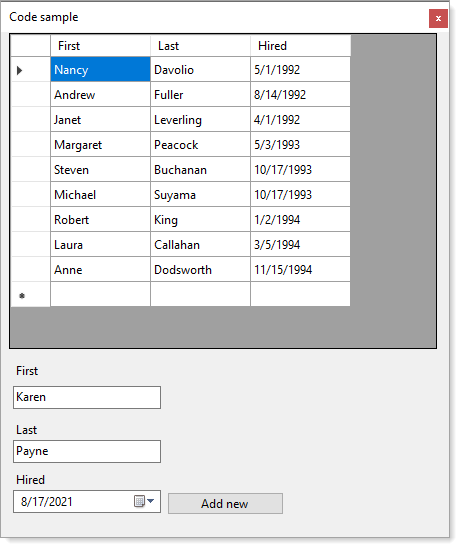 Code sample
First Last Hired
Nancy Davolio 5/1/1992
Andrew Fuller 8/14/1992
Janet Leverling 4/1/1992
Margaret Peacock 5/3/1993
Steven Buchanan 10/17/1993
Michael Suyama 10/17/1993
Robert King 1/2/1994
Laura Callahan 3/5/1994
Anne Dodsworth 11/15/1994
First
Karen
Last
Payne
Hired
8/17/2021 Add new